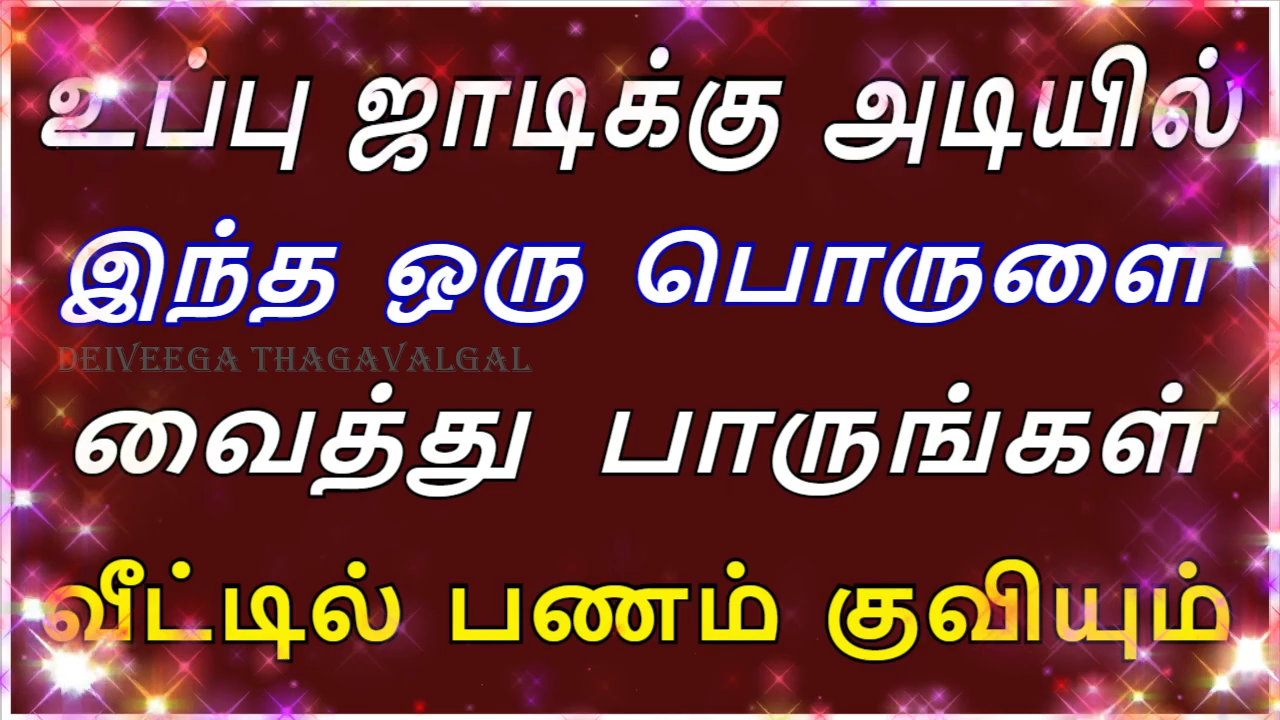 உப்பு ஜாடிக்கு அடியில்
இந்த ஒரு பொருளை
DEIVEEGA THAGAVALGAL
வைத்து பாருங்கள்
வீட்டில் பணம் குவியும்